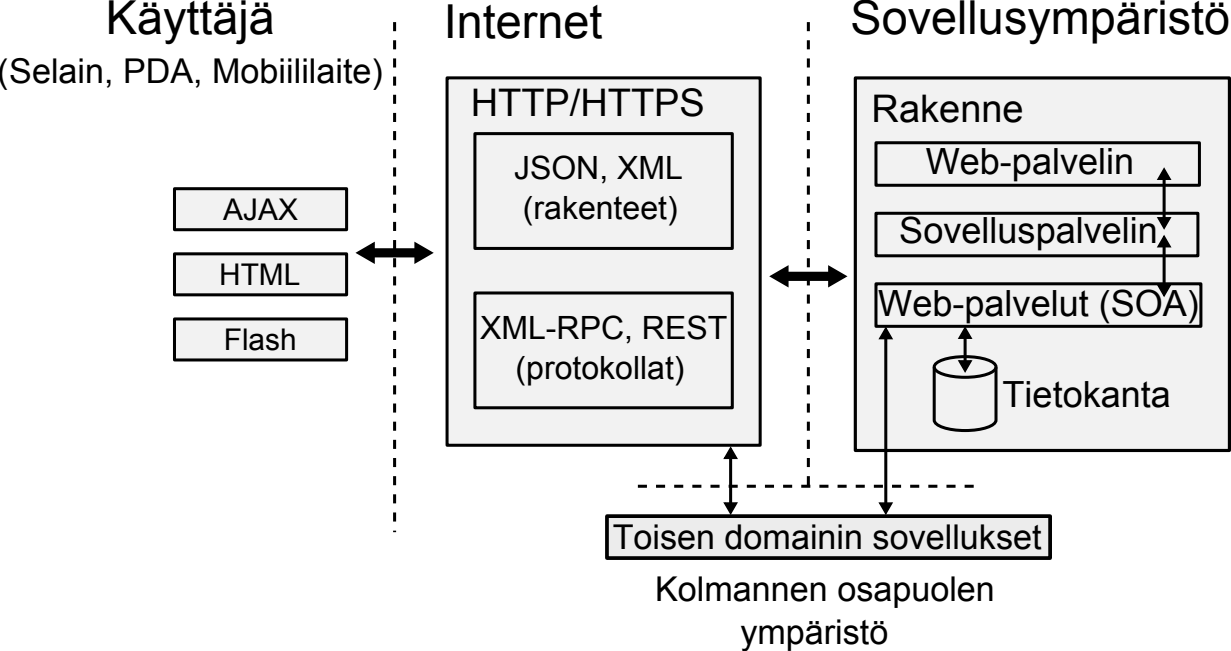 Käyttäjä
(Selain, PDA, Mobiililaite)
AJAX
HTML
Flash
Internet
HTTP/HTTPS
JSON, XML
(rakenteet)
XML-RPC, REST
(protokollat)
Sovellusympäristö
Rakenne
Web-palvelin
Sovelluspalvelin
Web-palvelut (SOA)
Tietokanta
Toisen domainin sovellukset
Kolmannen osapuolen
ympäristö